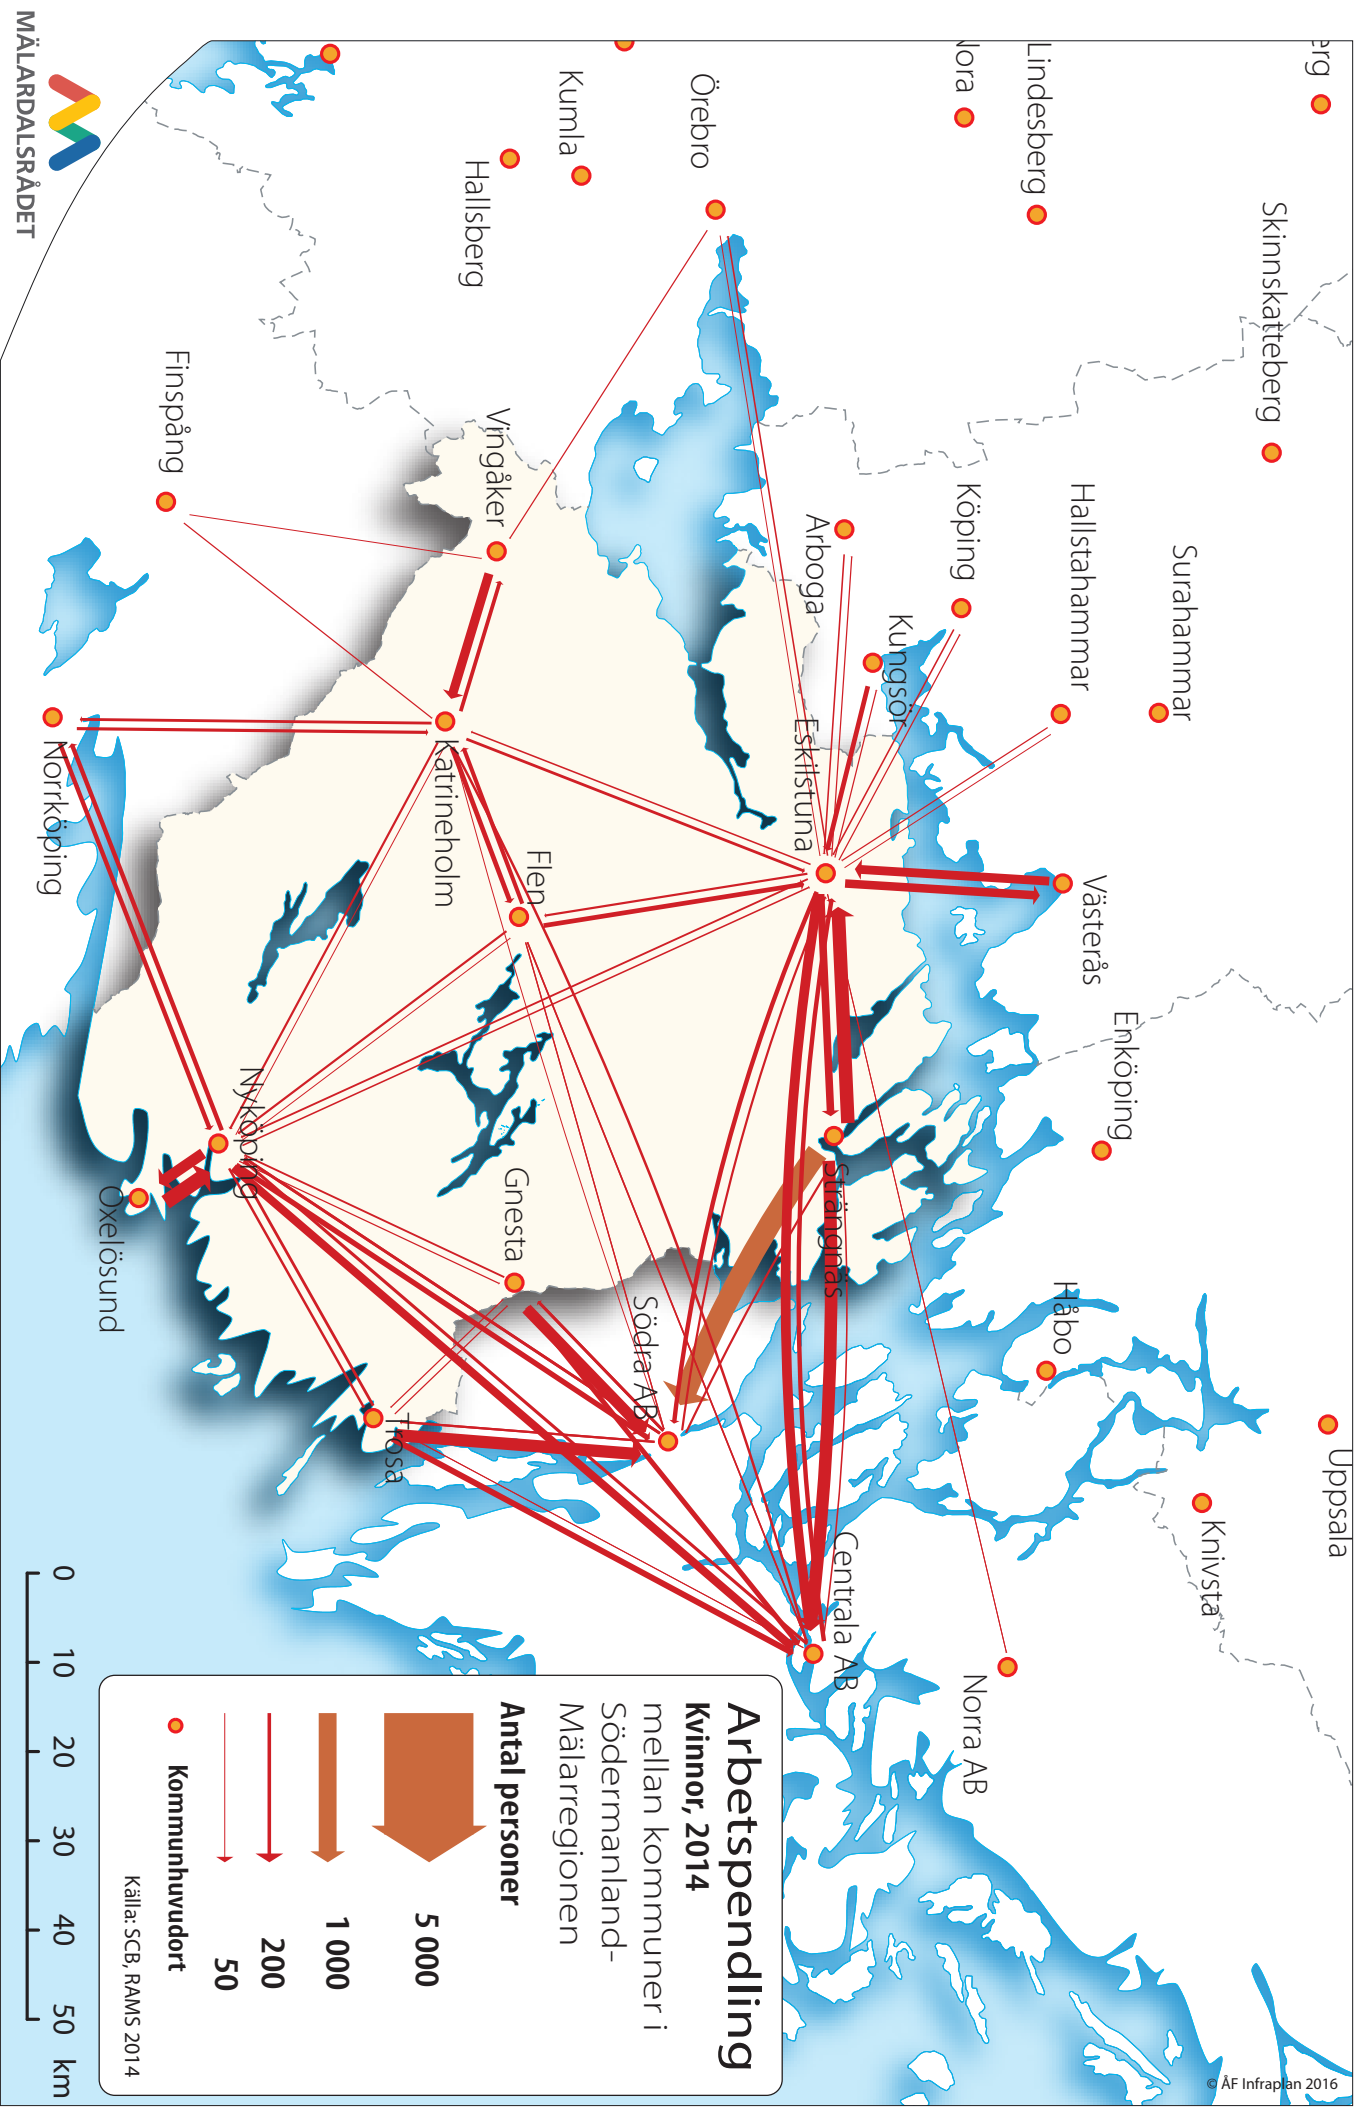 erg
Skinnskatteberg
Lindesberg
Nora
Örebro
Kumla
Hallsberg
Finspång
Vingåker
Arboga
Köping
Kungsör
Hallstahammar
Surahammar
Västerås
Enköping
Eskilstuna
Katrineholm
Norrköping
Flen
Nyköping
Oxelösund
Gnesta
Trosa
Strängnäs
Södra AB
Centrala AB
Norra AB
Håbo
Knivsta
Uppsala
Arbetspendling
Kvinnor, 2014
mellan kommuner i
Södermanland-
Mälarregionen
Antal personer
5 000
1 000
200
50
Kommunhuvudort
Källa: SCB, RAMS 2014
0 10 20 30 40 50 km
MÄLARDALSRÅDET
© ÅF Infraplan 2016